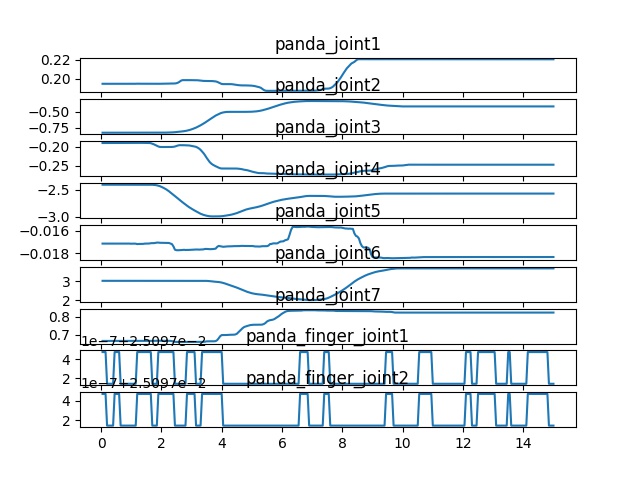 panda_joint1
0.22
0.20
panda_joint2
−0.50
−0.75
panda_joint3
−0.20
−0.25
panda_joint4
−2.5
−3.0
panda_joint5
−0.016
−0.018
panda_joint6
3
2
panda_joint7
0.8
0.7
1e−7+2.5097e−2 panda_finger_joint1
4
2
1e−7+2.5097e−2 panda_finger_joint2
4
2
0 2 4 6 8 10 12 14